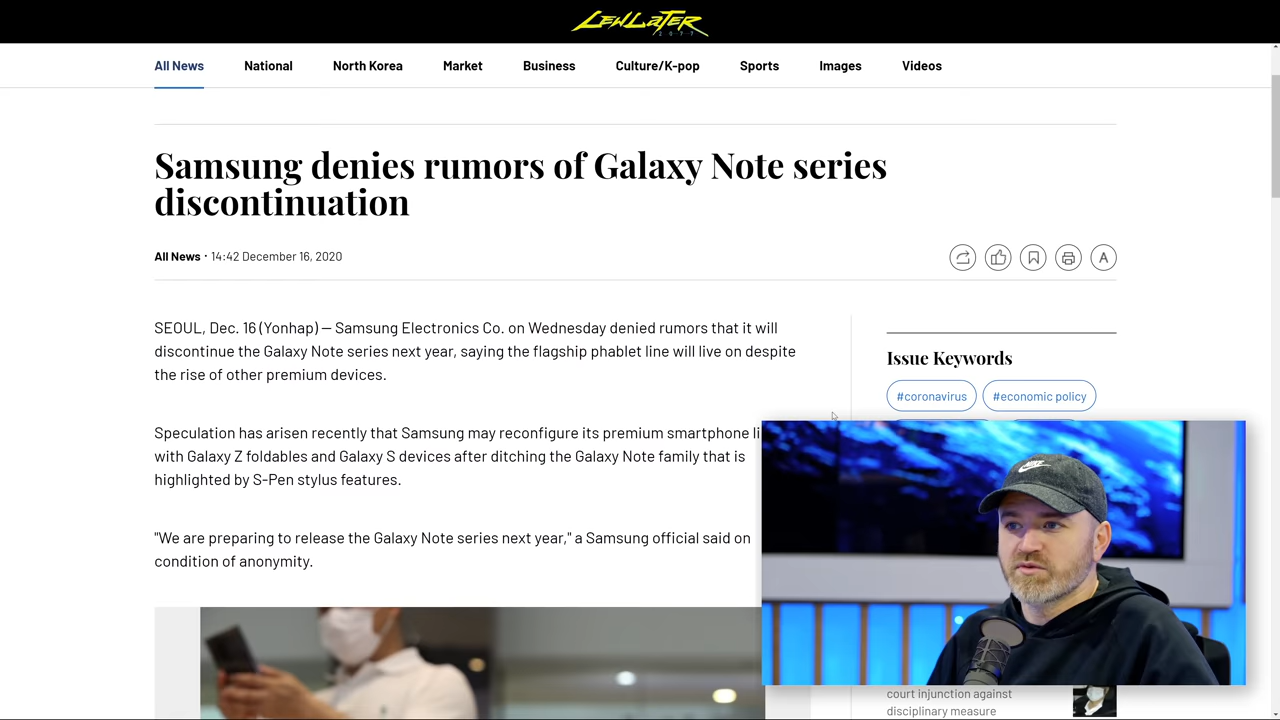 LEWLATER
2077
All News National North Korea Market Business Culture/K-pop Sports Images Videos
Samsung denies rumors of Galaxy Note series
discontinuation
All News · 14:42 December 16, 2020
A
SEOUL, Dec. 16 (Yonhap) — Samsung Electronics Co. on Wednesday denied rumors that it will
discontinue the Galaxy Note series next year, saying the flagship phablet line will live on despite
the rise of other premium devices.
Speculation has arisen recently that Samsung may reconfigure its premium smartphone li
with Galaxy Z foldables and Galaxy S devices after ditching the Galaxy Note family that is
highlighted by S-Pen stylus features.
"We are preparing to release the Galaxy Note series next year," a Samsung official said on
condition of anonymity.
Issue Keywords
#coronavirus #economic policy
court injunction against
disciplinary measure